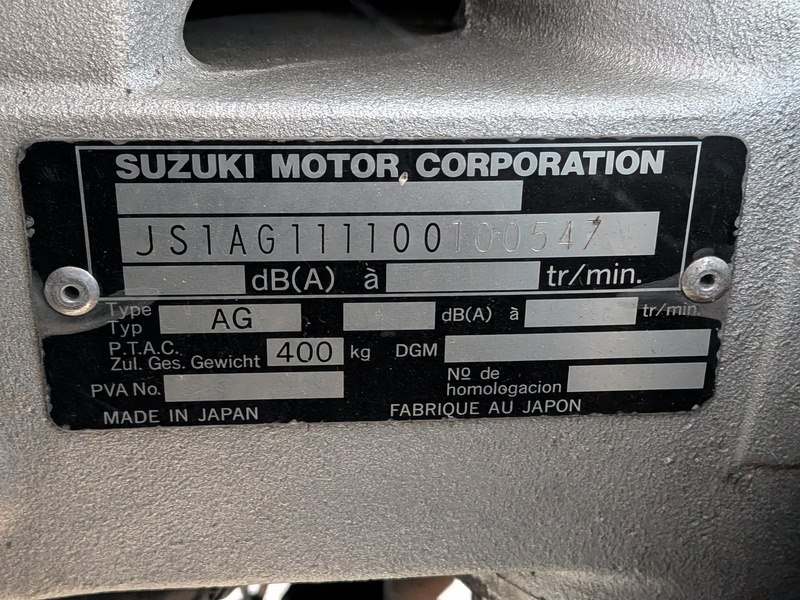 SUZUKI MOTOR CORPORATION
JS1AG111100100547
dB(A) à tr/min.
Type
Typ AG dB(A) à tr/min.
P.T.A.C.
Zul. Ges. Gewicht 400 kg DGM
PVA No. Nº de
homologacion
MADE IN JAPAN FABRIQUE AU JAPON